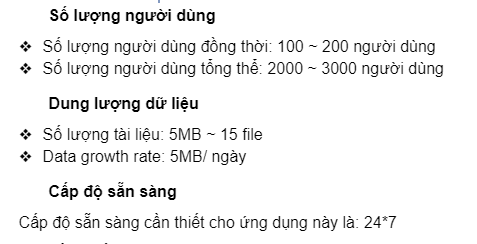 Số lượng người dùng
❖ Số lượng người dùng đồng thời: 100 ~ 200 người dùng
❖ Số lượng người dùng tổng thể: 2000 ~ 3000 người dùng
Dung lượng dữ liệu
❖ Số lượng tài liệu: 5MB ~ 15 file
❖ Data growth rate: 5MB/ ngày
Cấp độ sẵn sàng
Cấp độ sẵn sàng cần thiết cho ứng dụng này là: 24*7